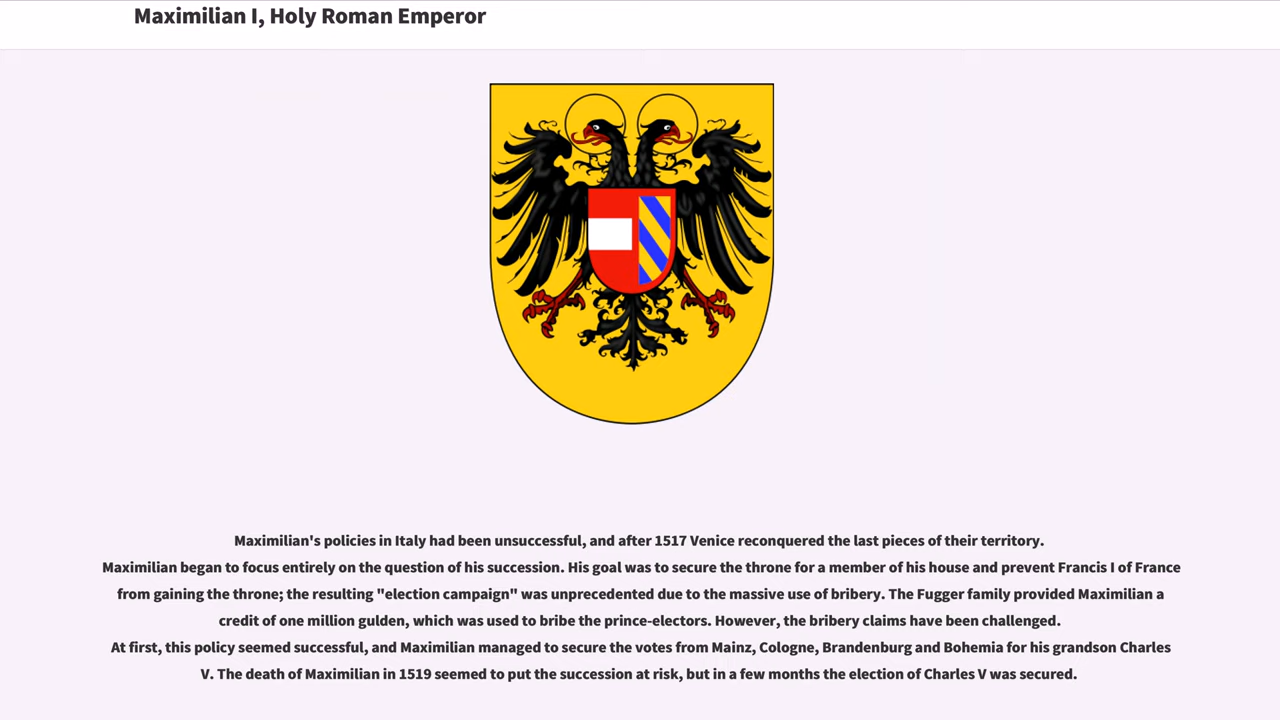 Maximilian I, Holy Roman Emperor
Maximilian's policies in Italy had been unsuccessful, and after 1517 Venice reconquered the last pieces of their territory.
Maximilian began to focus entirely on the question of his succession. His goal was to secure the throne for a member of his house and prevent Francis I of France
from gaining the throne; the resulting "election campaign" was unprecedented due to the massive use of bribery. The Fugger family provided Maximilian a
credit of one million gulden, which was used to bribe the prince-electors. However, the bribery claims have been challenged.
At first, this policy seemed successful, and Maximilian managed to secure the votes from Mainz, Cologne, Brandenburg and Bohemia for his grandson Charles
V. The death of Maximilian in 1519 seemed to put the succession at risk, but in a few months the election of Charles V was secured.